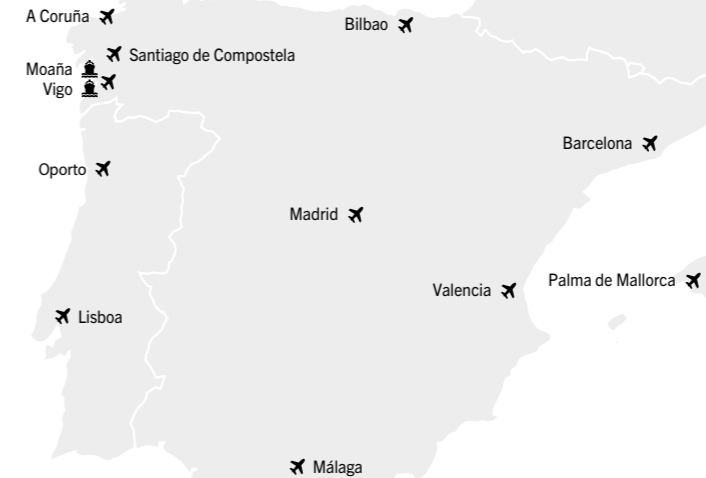 A Coruña
Bilbao
Santiago de Compostela
Moaña
Vigo
Barcelona
Oporto
Madrid
Palma de Mallorca
Valencia
Lisboa
Málaga